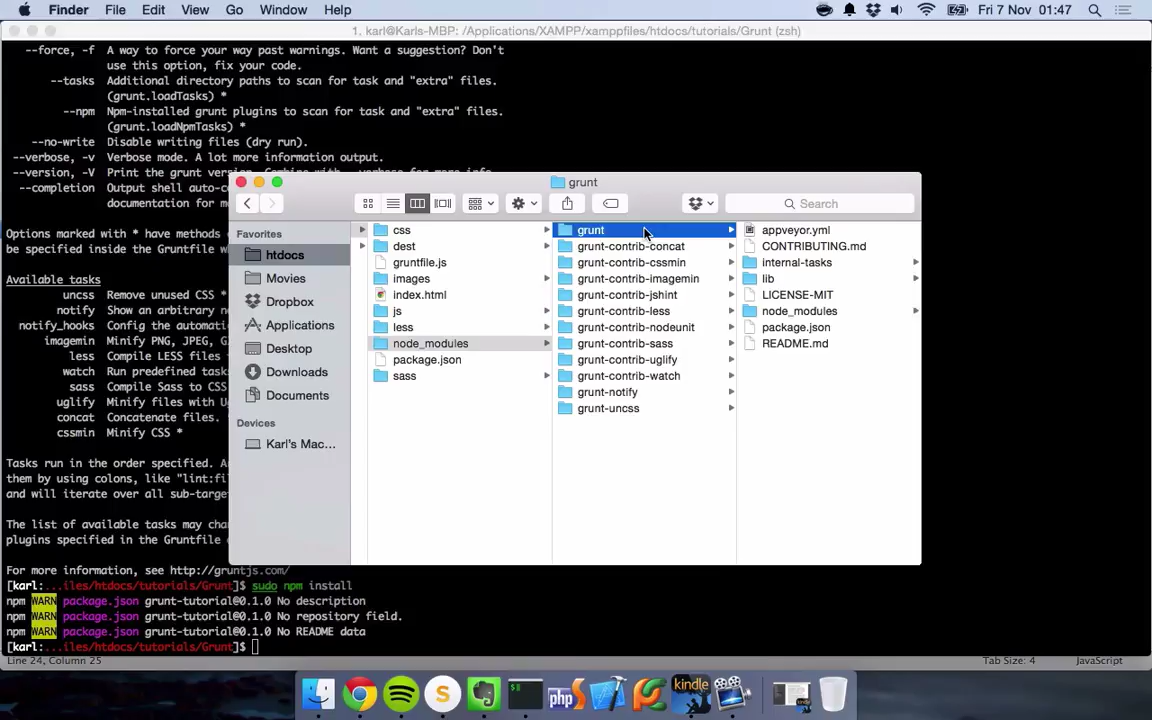 Finder File Edit View Go Window Help Fri 7 Nov 01:47
1. karl@Karls-MBP: /Applications/XAMPP/xamppfiles/htdocs/tutorials/Grunt (zsh)
--force, -f A way to force your way past warnings. Want a suggestion? Don't
use this option, fix your code.
--tasks Additional directory paths to scan for task and "extra" files.
(grunt.loadTasks) *
--npm Npm-installed grunt plugins to scan for task and "extra" files.
(grunt.loadNpmTasks) *
--no-write Disable writing files (dry run).
--verbose, -v Verbose mode. A lot more information output.
--version, -V Print the grunt version. Combine with --verbose for more info.
--completion Output shell auto-co
documentation for m
Options marked with * have methods
be specified inside the Gruntfile w
Available tasks
uncss Remove unused CSS *
notify Show an arbitrary n
notify_hooks Config the automati
imagemin Minify PNG, JPEG, G
less Compile LESS files
watch Run predefined tasks
sass Compile Sass to CSS
uglify Minify files with U
concat Concatenate files.
cssmin Minify CSS *
Tasks run in the order specified. A
them by using colons, like "lint:fi
and will iterate over all sub-targe
The list of available tasks may cha
plugins specified in the Gruntfile
For more information, see http://gruntjs.com/
[karl:...iles/htdocs/tutorials/Grunt]$ sudo npm install
npm WARN package.json grunt-tutorial@0.1.0 No description
npm WARN package.json grunt-tutorial@0.1.0 No repository field.
npm WARN package.json grunt-tutorial@0.1.0 No README data
[karl:...iles/htdocs/tutorials/Grunt]$
Line 24, Column 25 Tab Size: 4 JavaScript
grunt
Search
Favorites
htdocs
Movies
Dropbox
Applications
Desktop
Downloads
Documents
Devices
Karl's Mac...
css
dest
gruntfile.js
images
index.html
js
less
node_modules
package.json
sass
grunt
grunt-contrib-concat
grunt-contrib-cssmin
grunt-contrib-imagemin
grunt-contrib-jshint
grunt-contrib-less
grunt-contrib-nodeunit
grunt-contrib-sass
grunt-contrib-uglify
grunt-contrib-watch
grunt-notify
grunt-uncss
appveyor.yml
CONTRIBUTING.md
internal-tasks
lib
LICENSE-MIT
node_modules
package.json
README.md
php
kindle